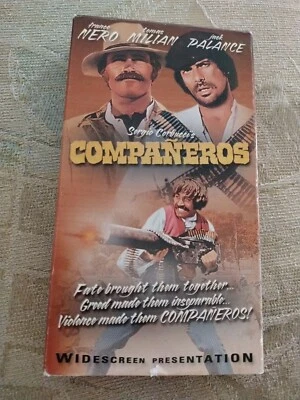 franco NERO tomas MILIAN jack PALANCE
Sergio Corbucci's
COMPAÑEROS
Fate brought them together...
Greed made them inseparable...
Violence made them COMPAÑEROS!
WIDESCREEN PRESENTATION